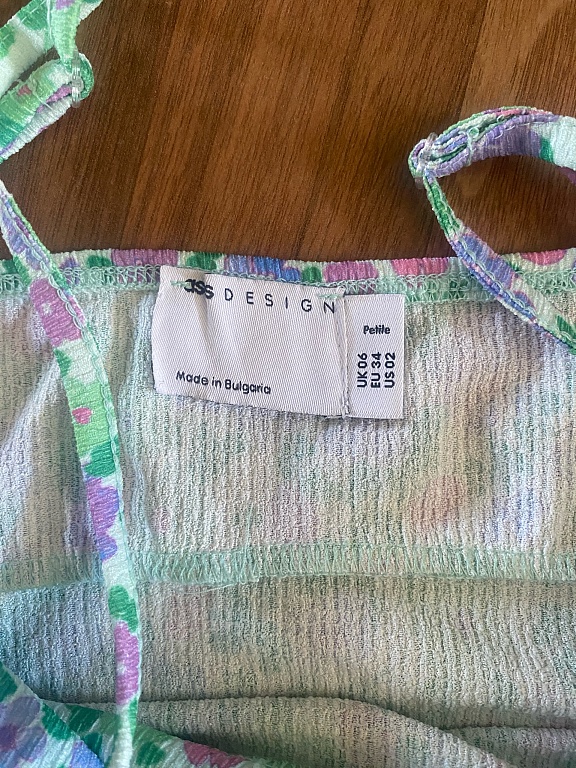 DESIGN
Made in Bulgaria
Petite
UK 06
EU 34
US 02